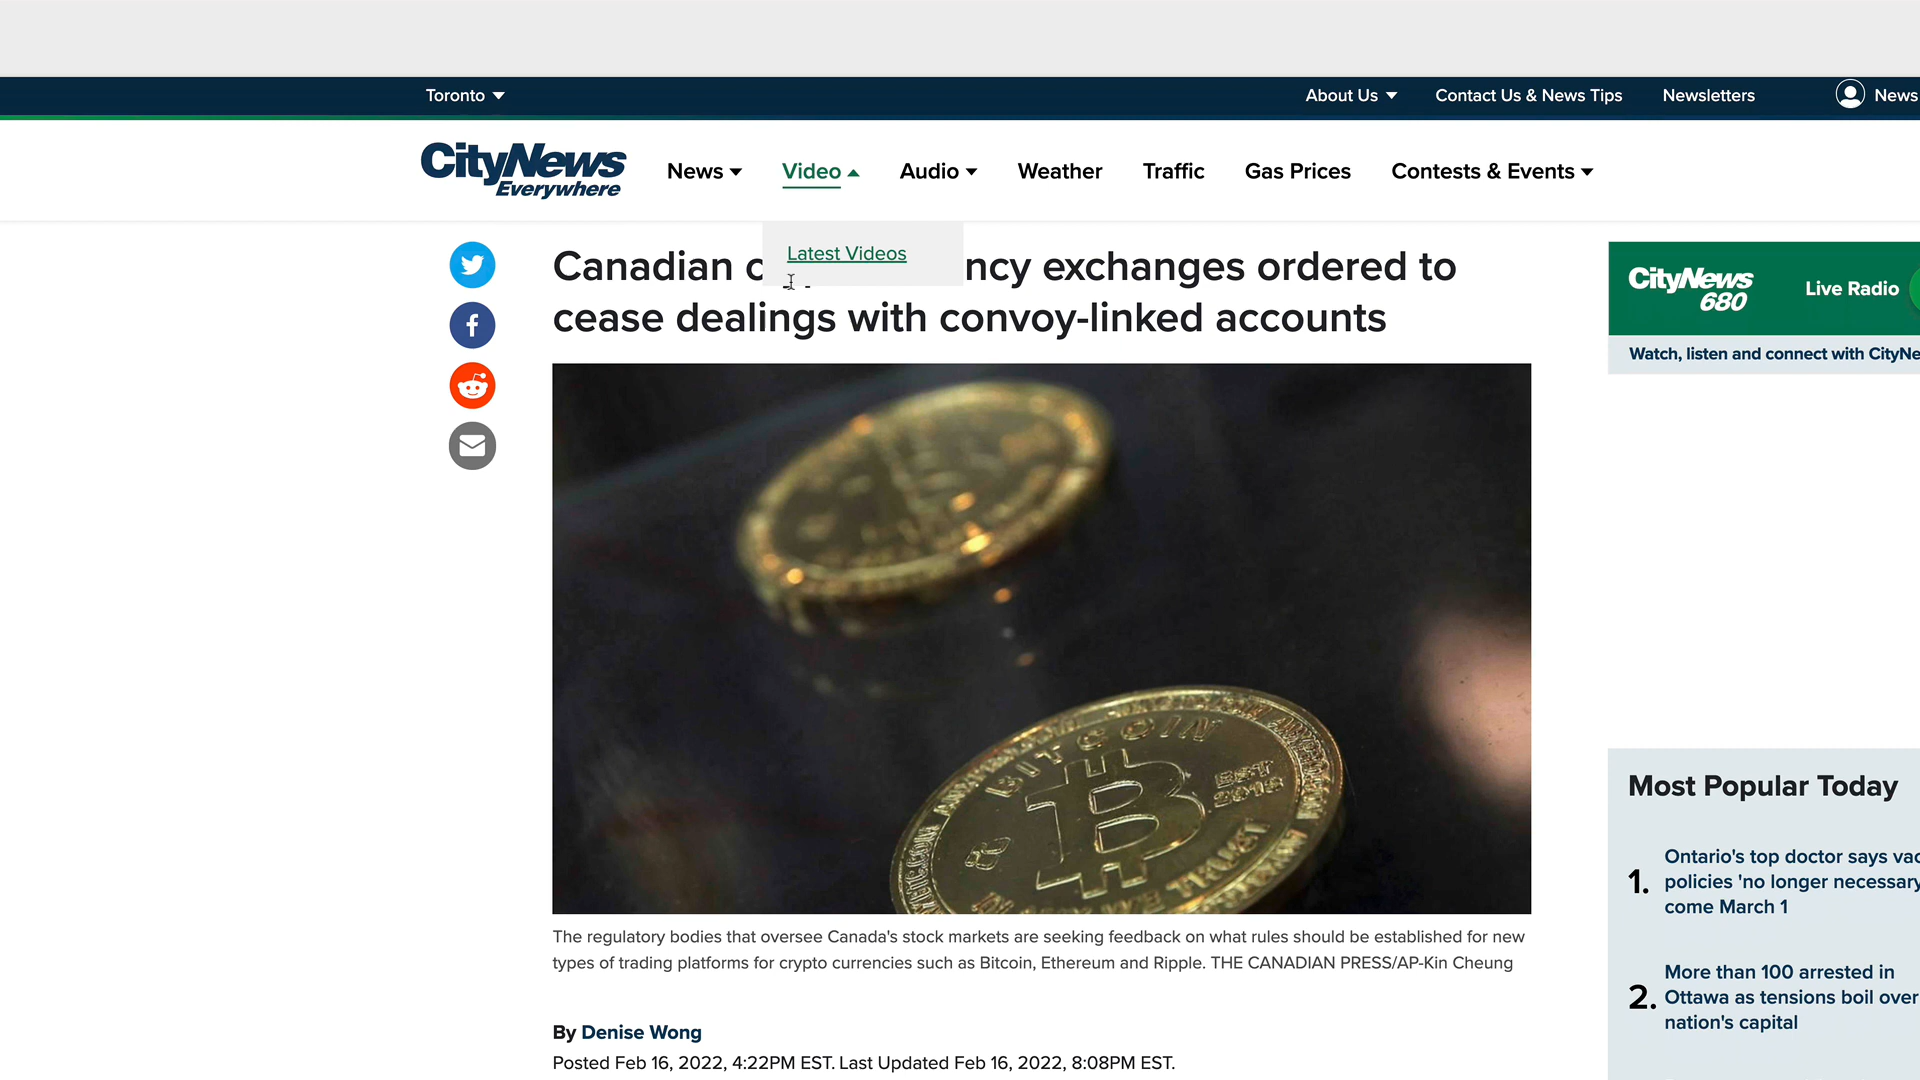 Toronto
About Us
Contact Us & News Tips
Newsletters
News
CityNews
Everywhere
News
Video
Audio
Weather
Traffic
Gas Prices
Contests & Events
Latest Videos
Canadian c ncy exchanges ordered to
cease dealings with convoy-linked accounts
CityNews
680
Live Radio
Watch, listen and connect with CityNe
BITCOIN
B
The regulatory bodies that oversee Canada's stock markets are seeking feedback on what rules should be established for new
types of trading platforms for crypto currencies such as Bitcoin, Ethereum and Ripple. THE CANADIAN PRESS/AP-Kin Cheung
By Denise Wong
Posted Feb 16, 2022, 4:22PM EST. Last Updated Feb 16, 2022, 8:08PM EST.
Most Popular Today
1.
Ontario's top doctor says vac
policies 'no longer necessary
come March 1
2.
More than 100 arrested in
Ottawa as tensions boil over
nation's capital